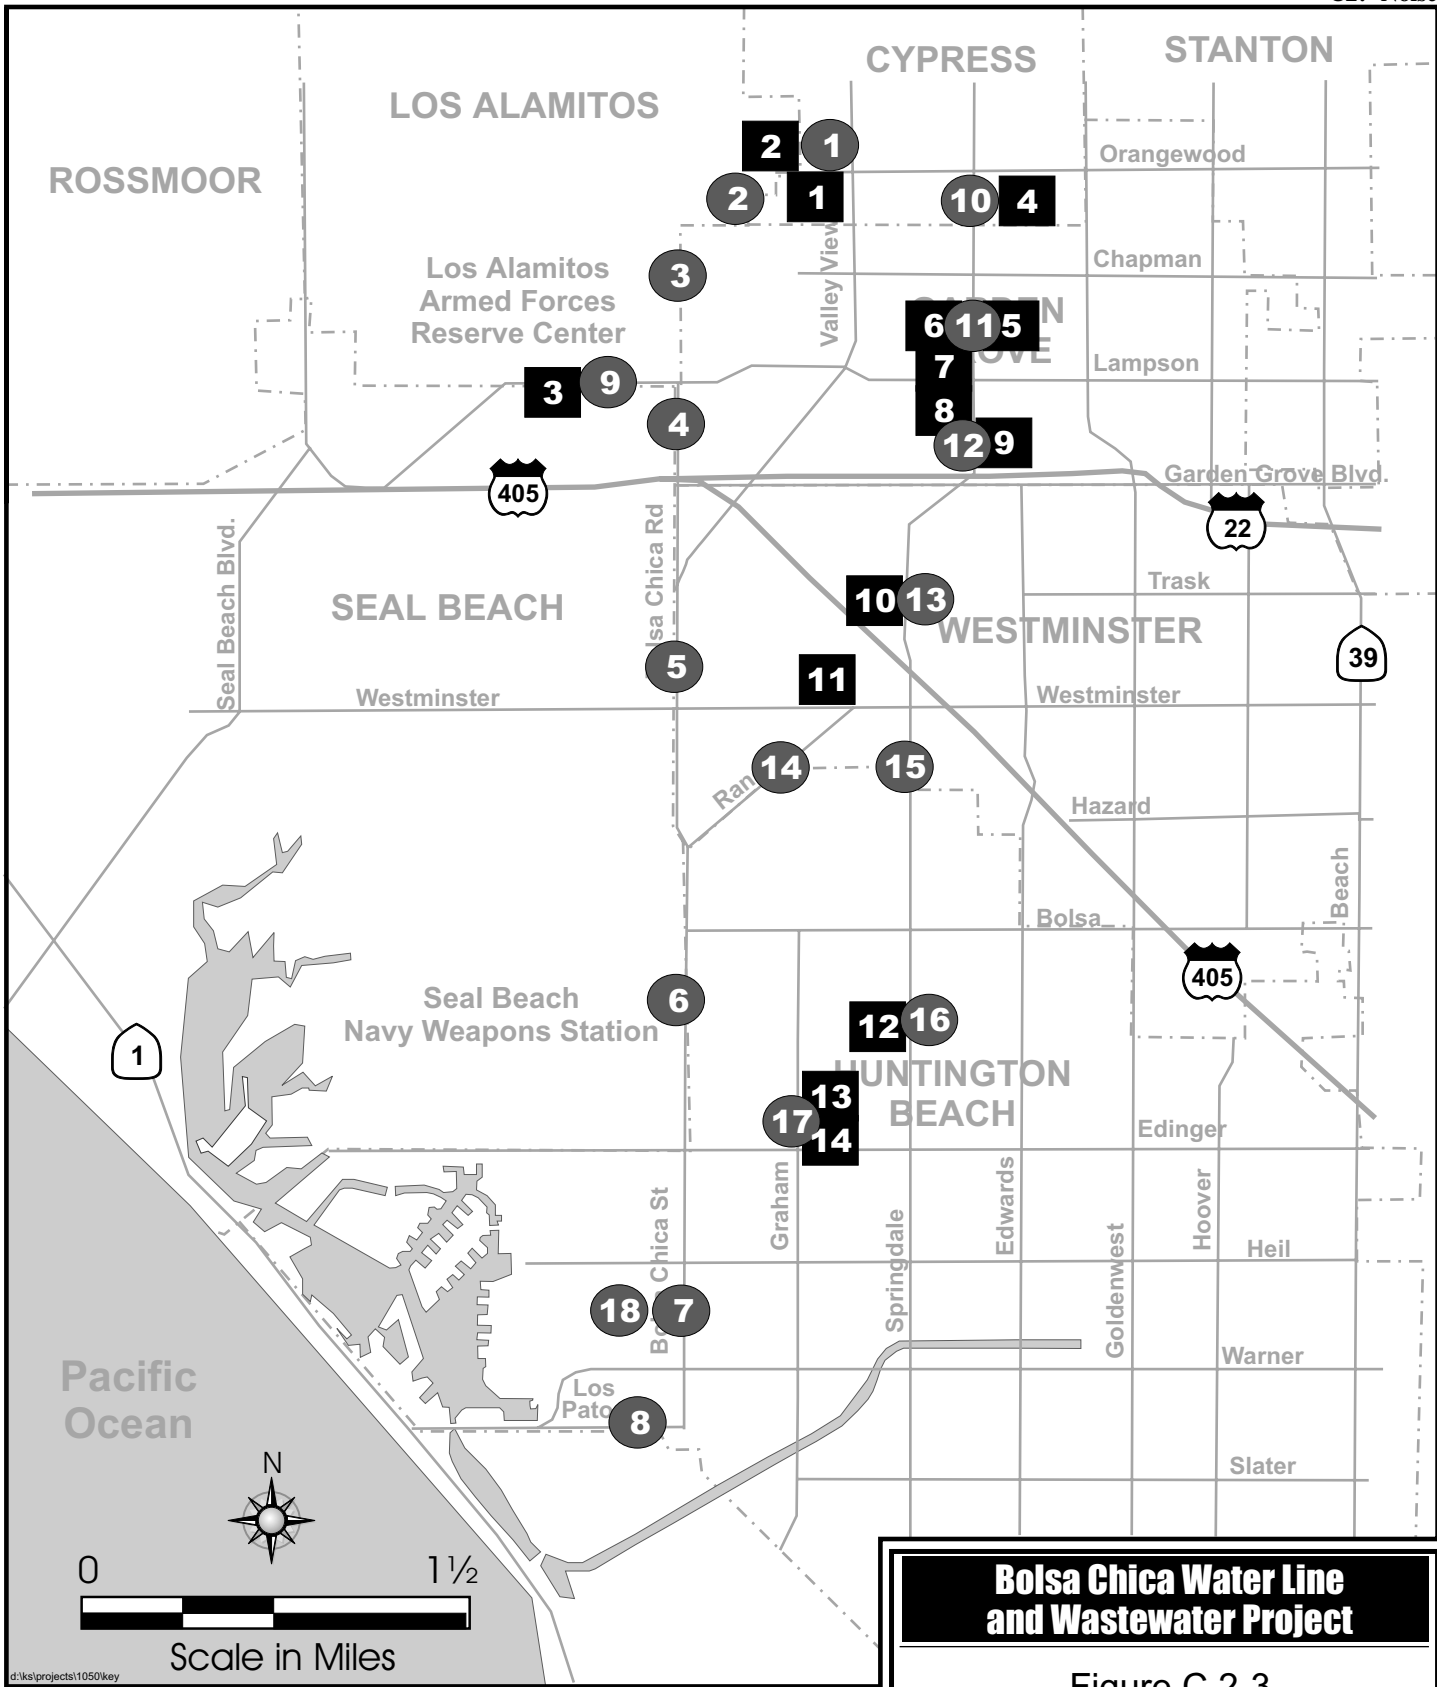 CYPRESS
STANTON
LOS ALAMITOS
ROSSMOOR
2
1
Orangewood
2
1
10
4
Los Alamitos
Armed Forces
Reserve Center
3
Valley View
Chapman
6
11
5
7
Lampson
3
9
8
4
12
9
Garden Grove Blvd.
405
22
Seal Beach Blvd.
Trask
SEAL BEACH
10
13
WESTMINSTER
39
5
11
Westminster
Westminster
14
15
Hazard
Beach
Bolsa
405
Seal Beach
Navy Weapons Station
6
12
16
1
HUNTINGTON
BEACH
13
17
14
Edinger
Graham
Springdale
Edwards
Goldenwest
Hoover
Heil
18
7
Chica St
Warner
Pacific
Ocean
Los
8
Slater
N
0
1½
Scale in Miles
d:\ks\projects\1050\key
Bolsa Chica Water Line
and Wastewater Project